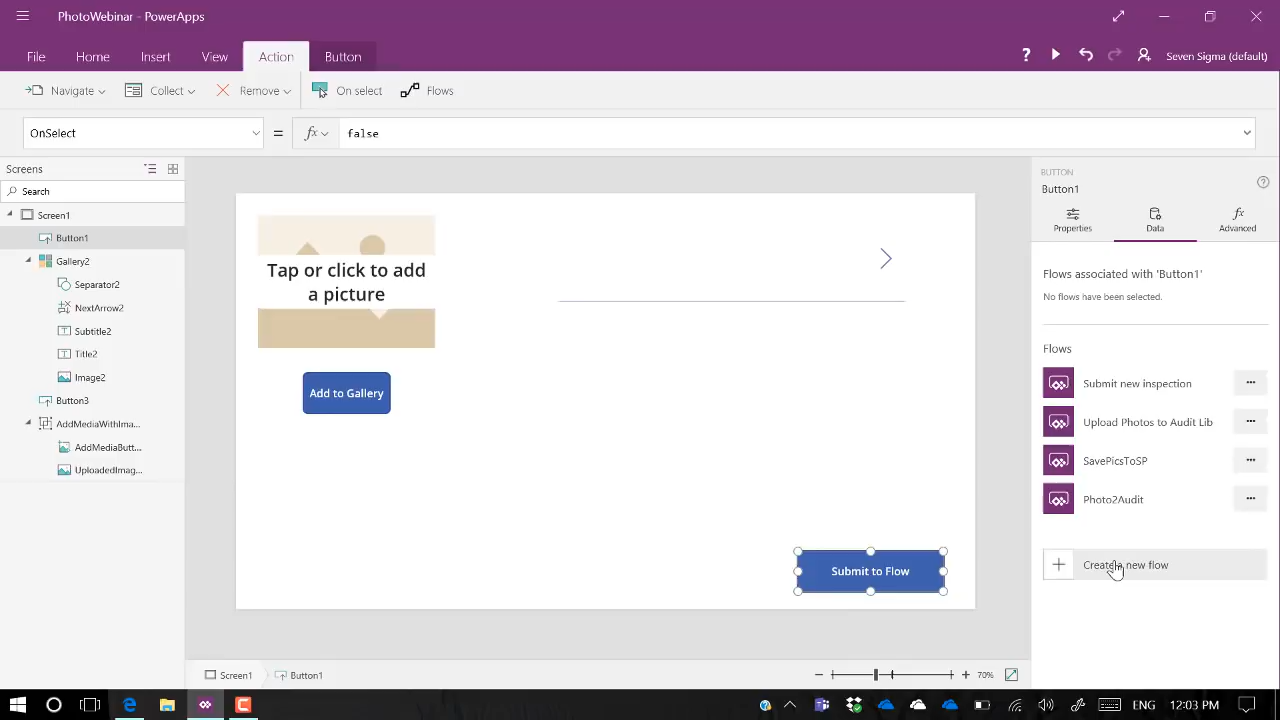 PhotoWebinar - PowerApps
File Home Insert View Action Button
? Seven Sigma (default)
Navigate Collect Remove On select Flows
OnSelect = fx false
Screens
Search
Screen1
Button1
Gallery2
Separator2
NextArrow2
Subtitle2
Title2
Image2
Button3
AddMediaWithIma...
AddMediaButt...
UploadedImag...
Tap or click to add
a picture
Add to Gallery
Submit to Flow
Screen1 Button1
70%
BUTTON
Button1
Properties Data Advanced
Flows associated with 'Button1'
No flows have been selected.
Flows
Submit new inspection
Upload Photos to Audit Lib
SavePicsToSP
Photo2Audit
Create new flow
ENG 12:03 PM